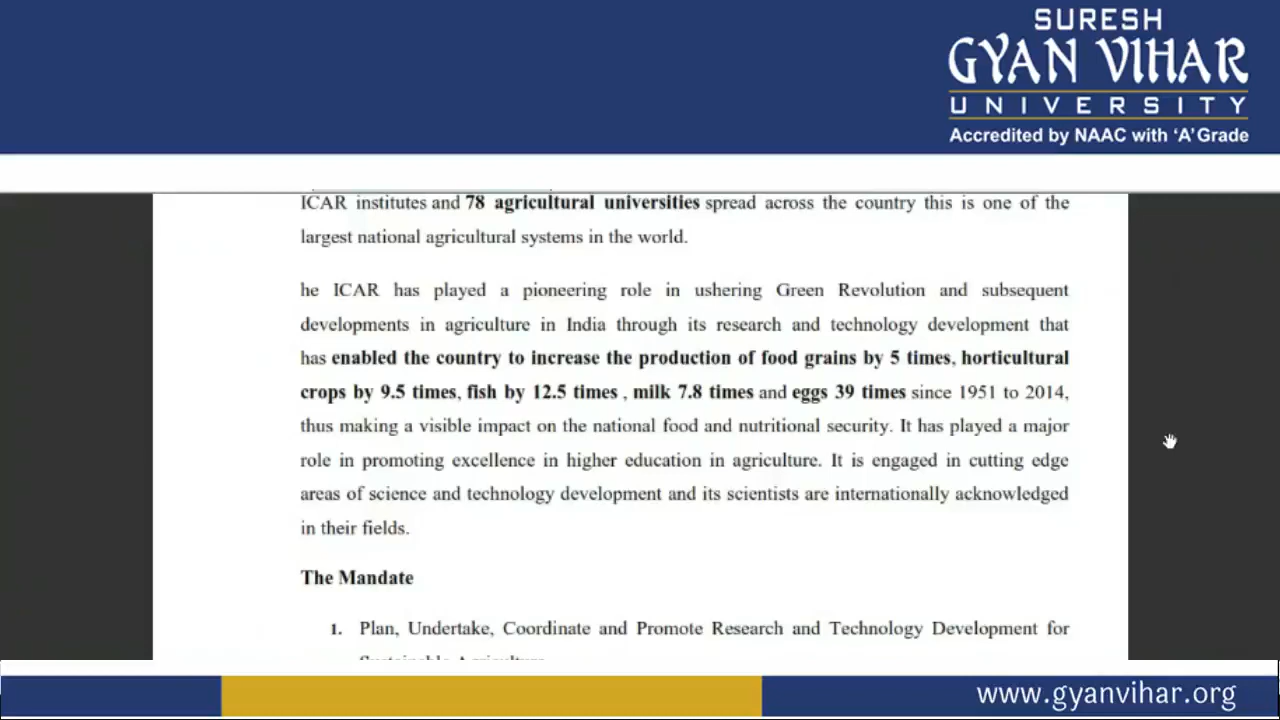 SURESH
GYAN VIHAR
UNIVERSITY
Accredited by NAAC with ‘A’ Grade
ICAR institutes and 78 agricultural universities spread across the country this is one of the
largest national agricultural systems in the world.
he ICAR has played a pioneering role in ushering Green Revolution and subsequent
developments in agriculture in India through its research and technology development that
has enabled the country to increase the production of food grains by 5 times, horticultural
crops by 9.5 times, fish by 12.5 times , milk 7.8 times and eggs 39 times since 1951 to 2014,
thus making a visible impact on the national food and nutritional security. It has played a major
role in promoting excellence in higher education in agriculture. It is engaged in cutting edge
areas of science and technology development and its scientists are internationally acknowledged
in their fields.
The Mandate
1. Plan, Undertake, Coordinate and Promote Research and Technology Development for
Sustainable Agriculture
www.gyanvihar.org